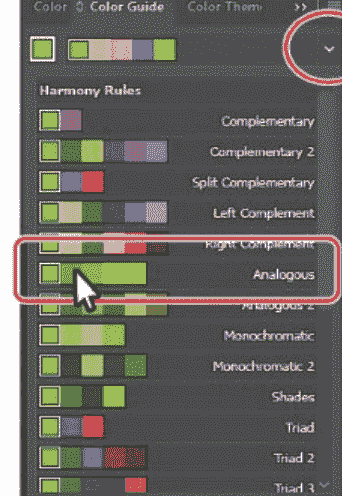 Color Color Guide Color Them
Harmony Rules
Complementary
Complementary 2
Split Complementary
Left Complement
Right Complement
Analogous
Analogous 2
Monochromatic
Monochromatic 2
Shades
Triad
Triad 2
Triad 3